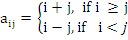 aᵢⱼ = {i + j, if i ≥ j
i − j, if i < j